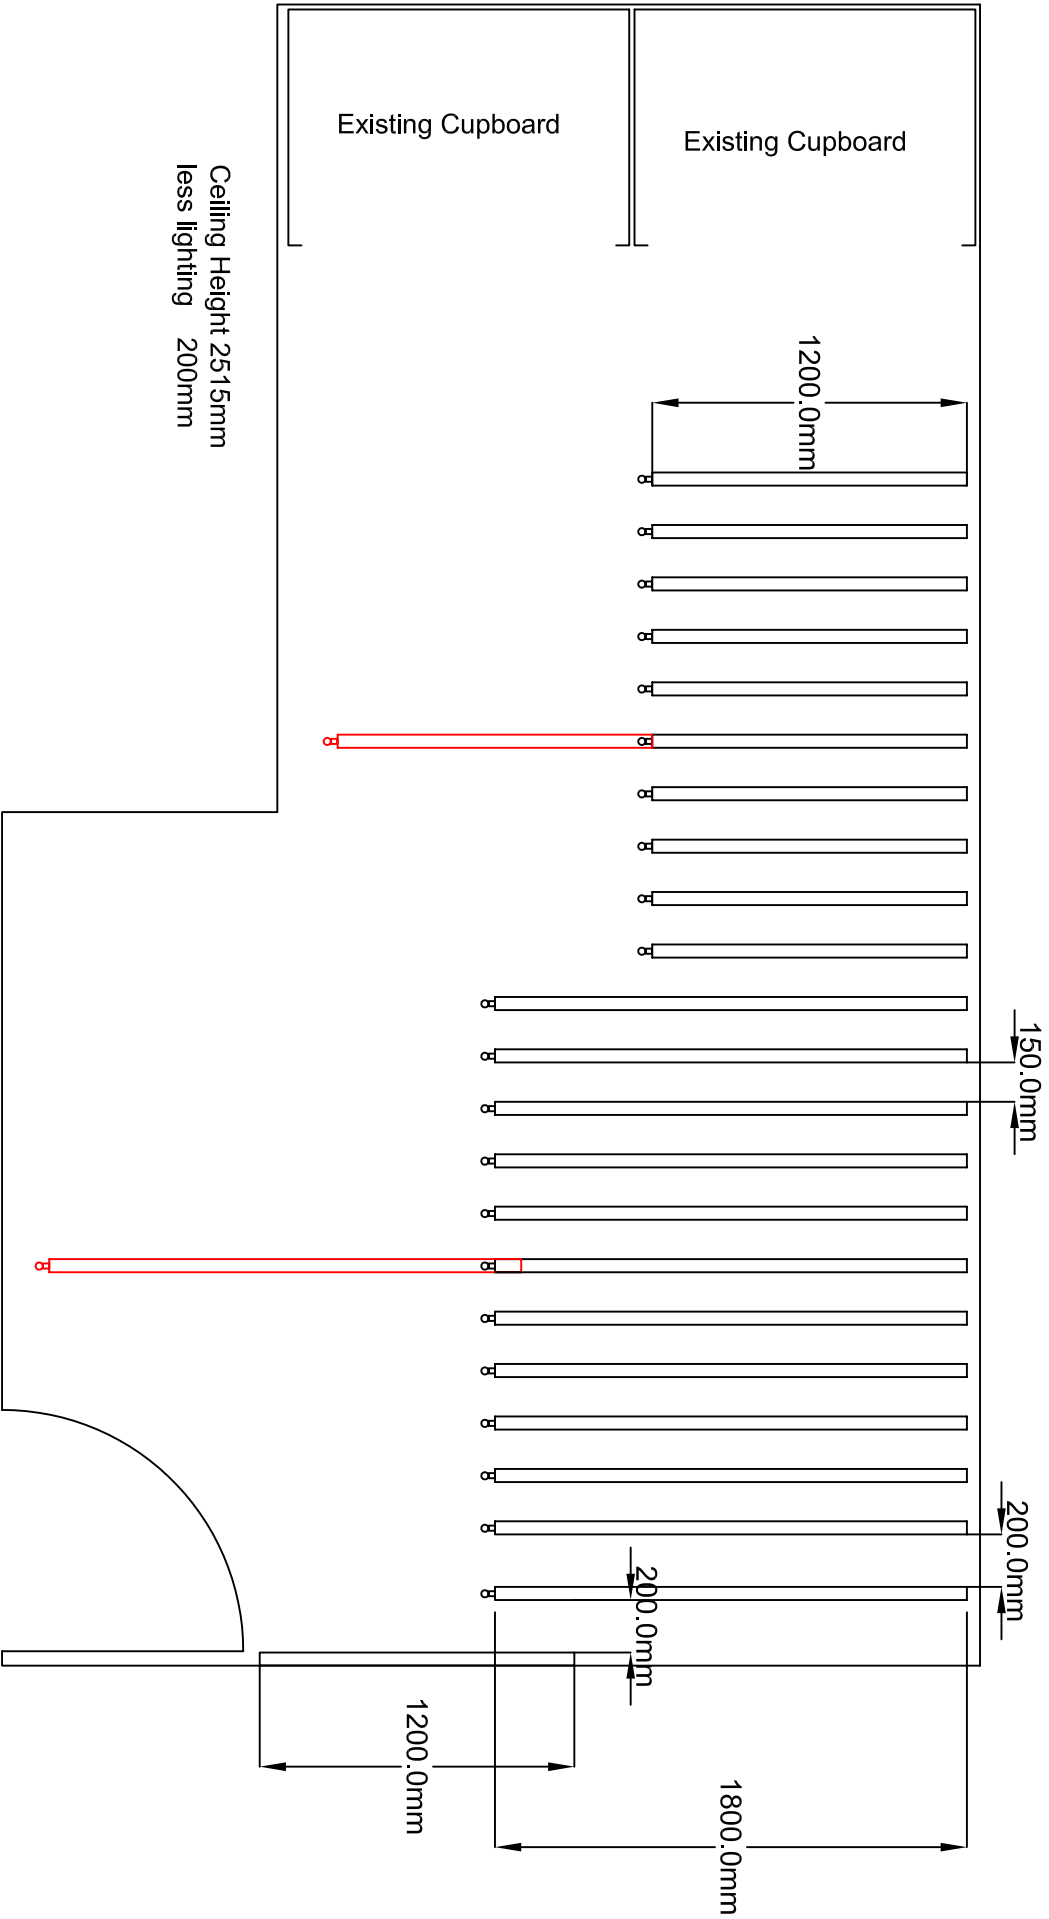 Existing Cupboard
Existing Cupboard
Ceiling Height 2515mm
less lighting 200mm
1200.0mm
150.0mm
200.0mm
200.0mm
1200.0mm
1800.0mm